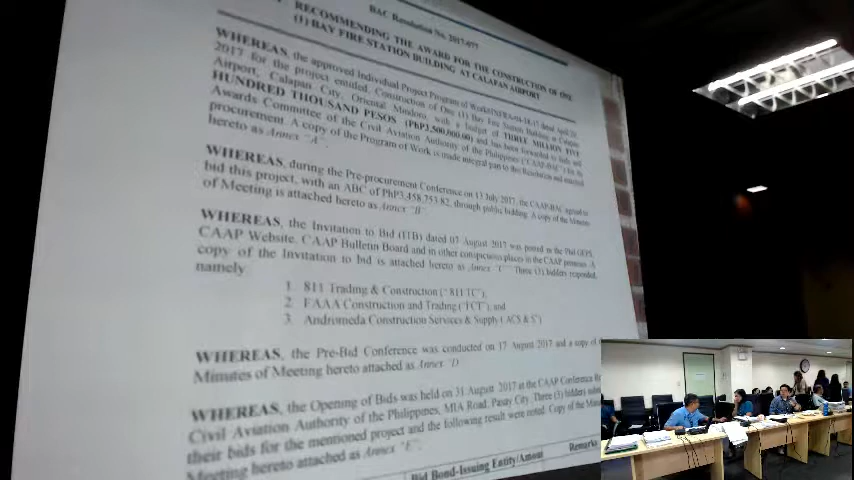 BAC Resolution No. 2017-077
RECOMMENDING THE AWARD FOR THE CONSTRUCTION OF ONE
(1) BAY FIRE STATION BUILDING AT CALAPAN AIRPORT
WHEREAS, the approved Individual Project Program of Work
2017 for the project entitled, Construction of One (1) Bay Fire Station Building at Calapan
Airport, Calapan City, Oriental Mindoro, with a budget of THREE MILLION FIVE
HUNDRED THOUSAND PESOS (PhP3,500,000.00) and has been forwarded to Bids and
Awards Committee of the Civil Aviation Authority of the Philippines ("CAAP-BAC") for its
procurement. A copy of the Program of Work is made integral part to this Resolution and attached
hereto as Annex "A".
WHEREAS, during the Pre-procurement Conference on 13 July 2017, the CAAP-BAC agreed to
bid this project, with an ABC of PhP3,458,753.82, through public bidding. A copy of the Minutes
of Meeting is attached hereto as Annex "B".
WHEREAS, the Invitation to Bid (ITB) dated 07 August 2017 was posted in the Phil GEPS,
CAAP Website, CAAP Bulletin Board and in other conspicuous places in the CAAP premises. A
copy of the Invitation to bid is attached hereto as Annex "C". Three (3) bidders responded,
namely:
1. 811 Trading & Construction ("811 TC");
2. FAAA Construction and Trading ("FCT"); and
3. Andromeda Construction Services & Supply (ACS & S")
WHEREAS, the Pre-Bid Conference was conducted on 17 August 2017 and a copy of
Minutes of Meeting hereto attached as Annex "D"
WHEREAS, the Opening of Bids was held on 31 August 2017 at the CAAP Conference
Civil Aviation Authority of the Philippines, MIA Road, Pasay City. Three (3) bidders
their bids for the mentioned project and the following result were noted. Copy of the
Meeting hereto attached as Annex "E".
Bid Bond-Issuing Entity/Amount Remarks